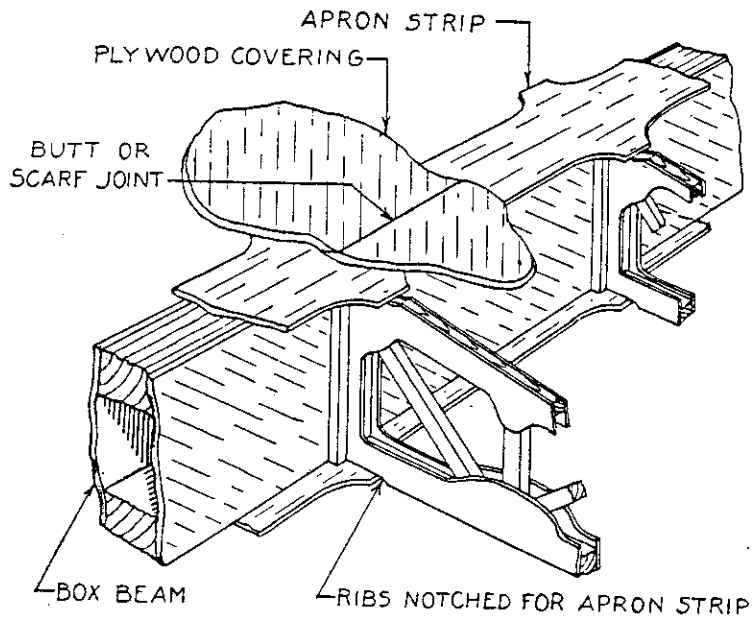 APRON STRIP
PLYWOOD COVERING
BUTT OR
SCARF JOINT
BOX BEAM
RIBS NOTCHED FOR APRON STRIP